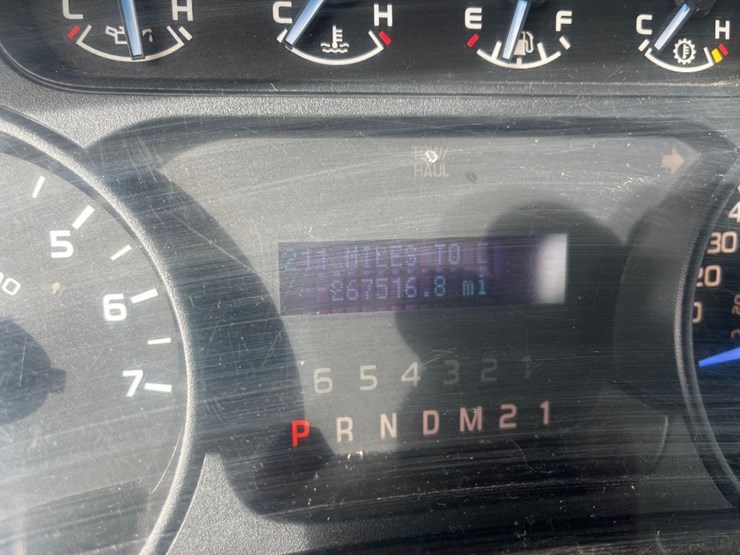 C H C H E F C H
TOW/
HAUL
5
6
7
211 MILES TO E
267516.8 mi
6 5 4 3 2 1
P R N D M 2 1
30
20
0